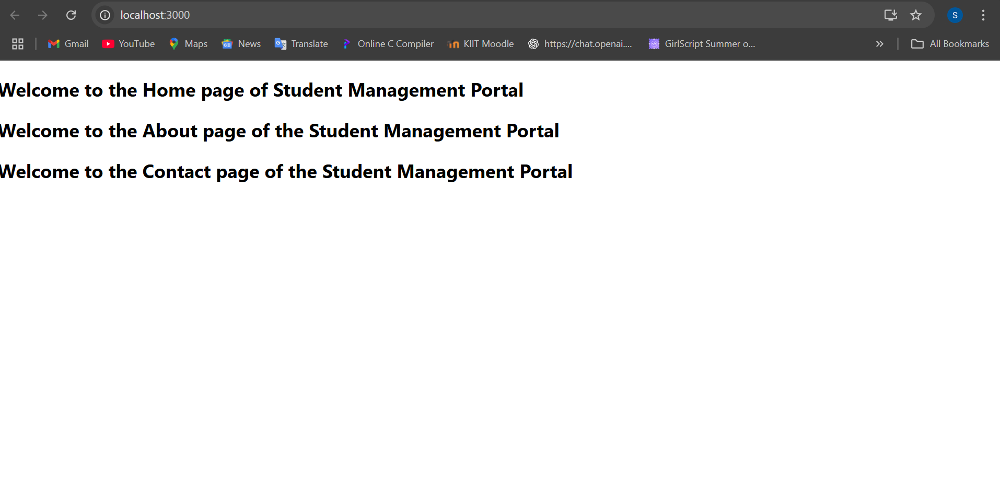 localhost:3000
S
Gmail YouTube Maps News Translate Online C Compiler KIIT Moodle https://chat.openai.... GirlScript Summer o... » All Bookmarks
Welcome to the Home page of Student Management Portal
Welcome to the About page of the Student Management Portal
Welcome to the Contact page of the Student Management Portal